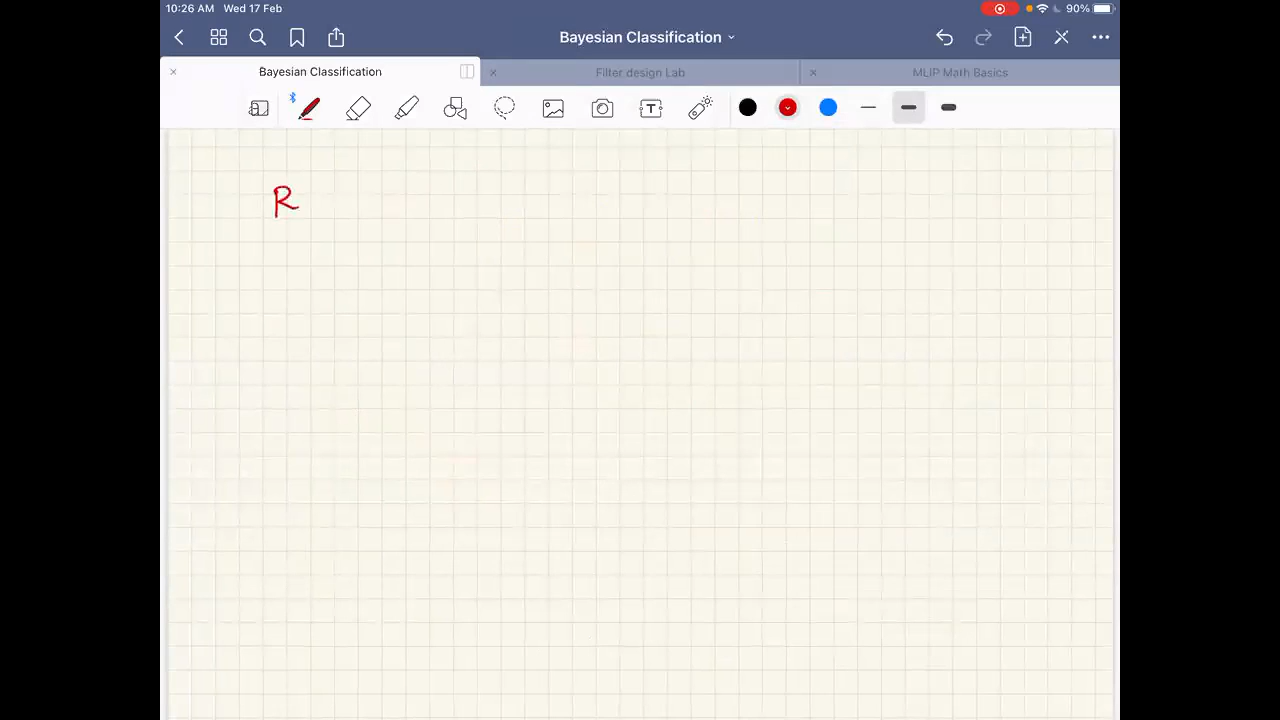 10:26 AM Wed 17 Feb 90%
Bayesian Classification
Bayesian Classification Filter design Lab MLIP Math Basics
T
R